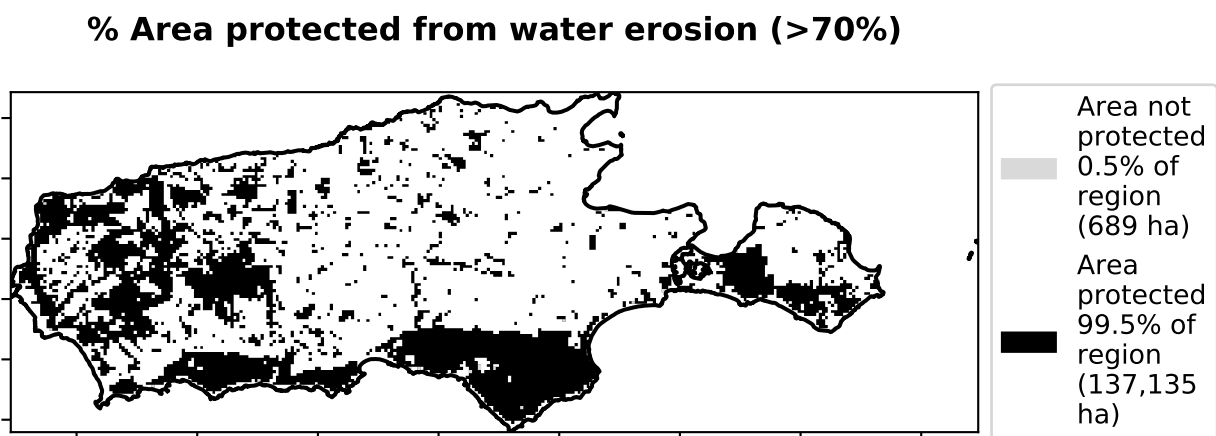 % Area protected from water erosion (>70%)
Area not
protected
0.5% of
region
(689 ha)
Area
protected
99.5% of
region
(137,135
ha)